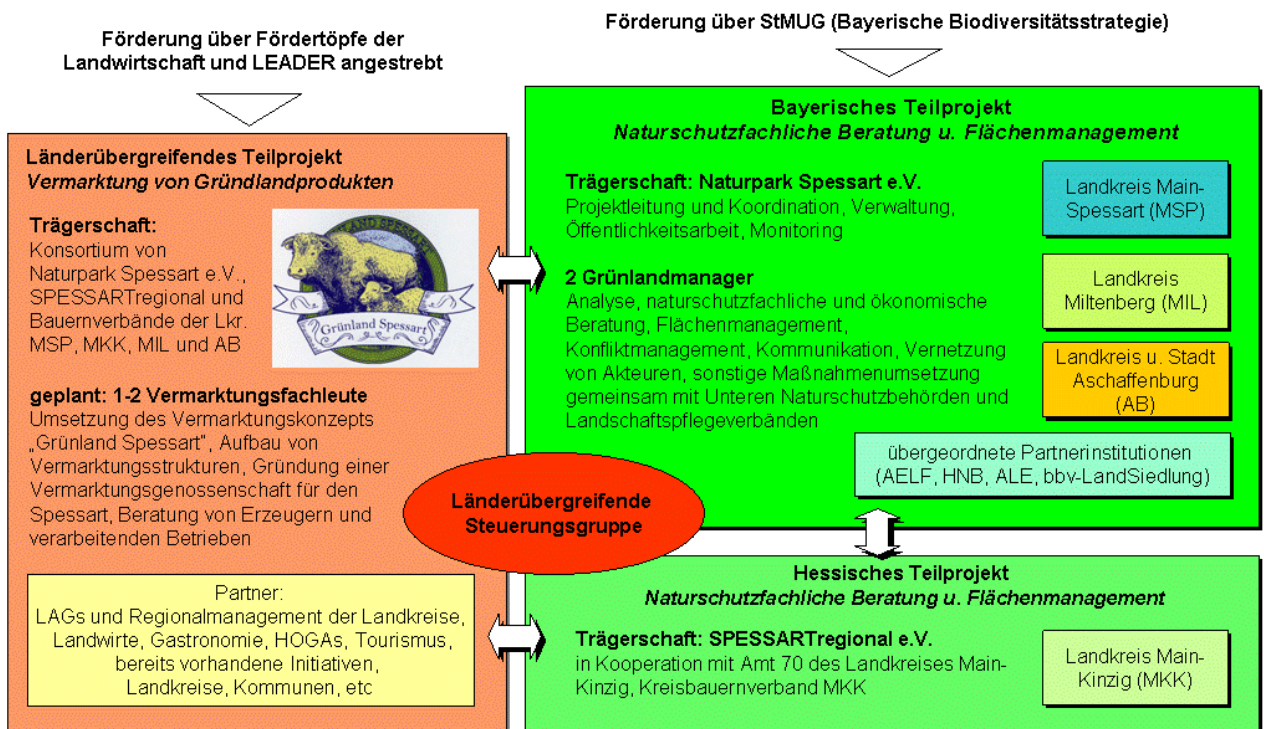 Förderung über Fördertöpfe der
Landwirtschaft und LEADER angestrebt
Länderübergreifendes Teilprojekt
Vermarktung von Gründlandprodukten
Trägerschaft:
Konsortium von
Naturpark Spessart e.V.,
SPESSARTregional und
Bauernverbände der Lkr.
MSP, MKK, MIL und AB
LAND SPESSART
Grünland Spessart
geplant: 1-2 Vermarktungsfachleute
Umsetzung des Vermarktungskonzepts
„Grünland Spessart", Aufbau von
Vermarktungsstrukturen, Gründung einer
Vermarktungsgenossenschaft für den
Spessart, Beratung von Erzeugern und
verarbeitenden Betrieben
Partner:
LAGs und Regionalmanagement der Landkreise,
Landwirte, Gastronomie, HOGAs, Tourismus,
bereits vorhandene Initiativen,
Landkreise, Kommunen, etc
Länderübergreifende
Steuerungsgruppe
Förderung über StMUG (Bayerische Biodiversitätsstrategie)
Bayerisches Teilprojekt
Naturschutzfachliche Beratung u. Flächenmanagement
Trägerschaft: Naturpark Spessart e.V.
Projektleitung und Koordination, Verwaltung,
Öffentlichkeitsarbeit, Monitoring
2 Grünlandmanager
Analyse, naturschutzfachliche und ökonomische
Beratung, Flächenmanagement,
Konfliktmanagement, Kommunikation, Vernetzung
von Akteuren, sonstige Maßnahmenumsetzung
gemeinsam mit Unteren Naturschutzbehörden und
Landschaftspflegeverbänden
Landkreis Main-
Spessart (MSP)
Landkreis
Miltenberg (MIL)
Landkreis u. Stadt
Aschaffenburg
(AB)
übergeordnete Partnerinstitutionen
(AELF, HNB, ALE, bbv-LandSiedlung)
Hessisches Teilprojekt
Naturschutzfachliche Beratung u. Flächenmanagement
Trägerschaft: SPESSARTregional e.V.
in Kooperation mit Amt 70 des Landkreises Main-
Kinzig, Kreisbauernverband MKK
Landkreis Main-
Kinzig (MKK)